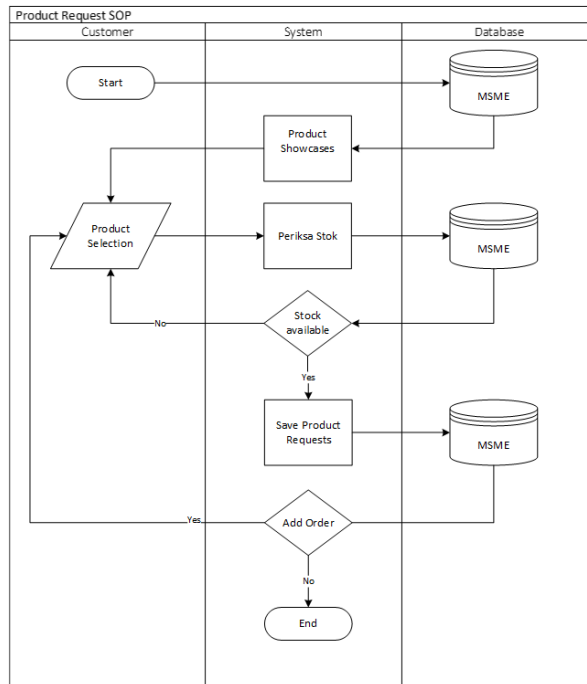 Product Request SOP
Customer
System
Database
Start
MSME
Product
Showcases
Product
Selection
Periksa Stok
MSME
Stock
available
No
Yes
Save Product
Requests
MSME
Yes
Add Order
No
End